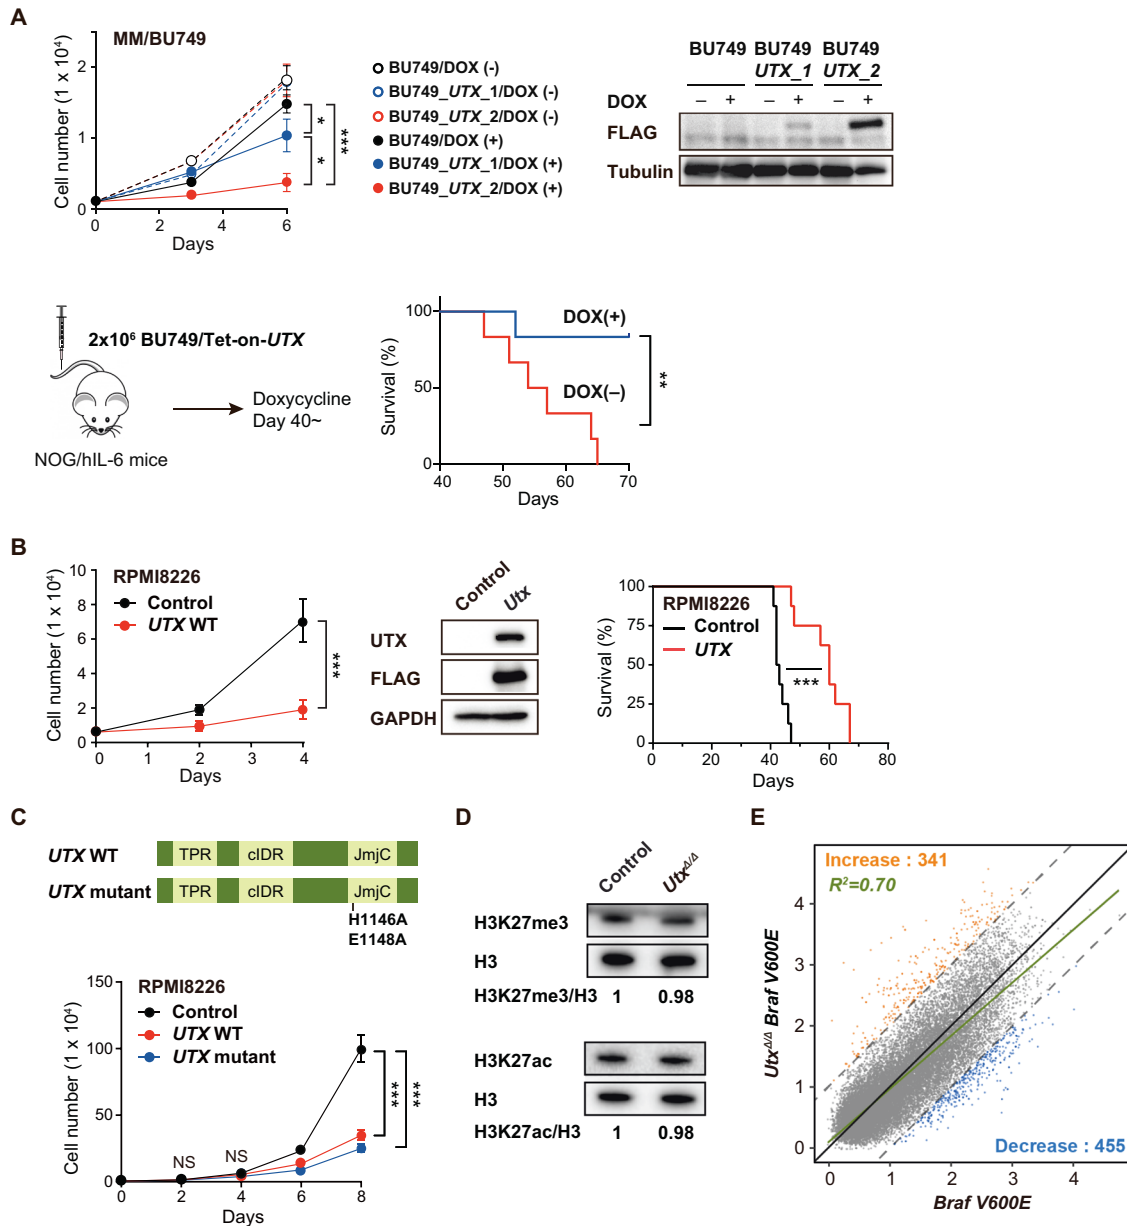 A
MM/BU749
Cell number (1 x 10⁴)
2
1
0
0 2 4 6
Days
*
*
***
BU749/DOX (-)
BU749_UTX_1/DOX (-)
BU749_UTX_2/DOX (-)
BU749/DOX (+)
BU749_UTX_1/DOX (+)
BU749_UTX_2/DOX (+)
BU749 BU749 BU749
UTX_1 UTX_2
DOX – + – + – +
FLAG
Tubulin
2x10⁶ BU749/Tet-on-UTX
Doxycycline
Day 40~
NOG/hIL-6 mice
Survival (%)
100
50
0
40 50 60 70
Days
DOX(+)
DOX(–)
**
B
RPMI8226
Control
UTX WT
Cell number (1 x 10⁴)
10
8
6
4
2
0
0 1 2 3 4
Days
***
Control Utx
UTX
FLAG
GAPDH
RPMI8226
Control
UTX
***
Survival (%)
100
75
50
25
0
0 20 40 60 80
Days
C
UTX WT TPR cIDR JmjC
UTX mutant TPR cIDR JmjC
H1146A
E1148A
RPMI8226
Control
UTX WT
UTX mutant
Cell number (1 x 10⁴)
150
100
50
0
NS NS
*** ***
0 2 4 6 8
Days
D
Control UtxΔ/Δ
H3K27me3
H3
H3K27me3/H3 1 0.98
H3K27ac
H3
H3K27ac/H3 1 0.98
E
Increase : 341
R²=0.70
Decrease : 455
UtxΔ/Δ Braf V600E
4
3
2
1
0
0 1 2 3 4
Braf V600E